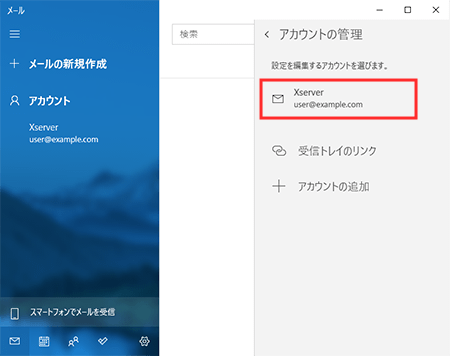 メール
メールの新規作成
アカウント
Xserver
user@example.com
スマートフォンでメールを受信
検索
アカウントの管理
設定を編集するアカウントを選びます。
Xserver
user@example.com
受信トレイのリンク
アカウントの追加